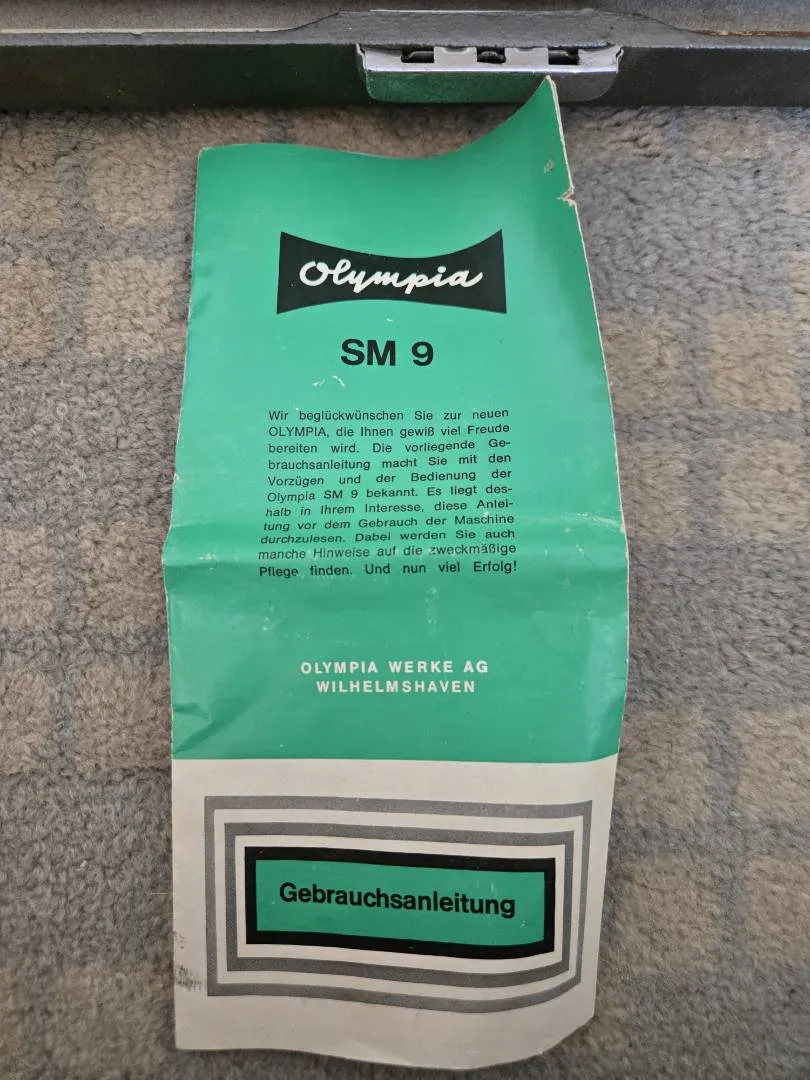 Olympia
SM 9
Wir beglückwünschen Sie zur neuen
OLYMPIA, die Ihnen gewiß viel Freude
bereiten wird. Die vorliegende Ge-
brauchsanleitung macht Sie mit den
Vorzügen und der Bedienung der
Olympia SM 9 bekannt. Es liegt des-
halb in Ihrem Interesse, diese Anlei-
tung vor dem Gebrauch der Maschine
durchzulesen. Dabei werden Sie auch
manche Hinweise auf die zweckmäßige
Pflege finden. Und nun viel Erfolg!
OLYMPIA WERKE AG
WILHELMSHAVEN
Gebrauchsanleitung